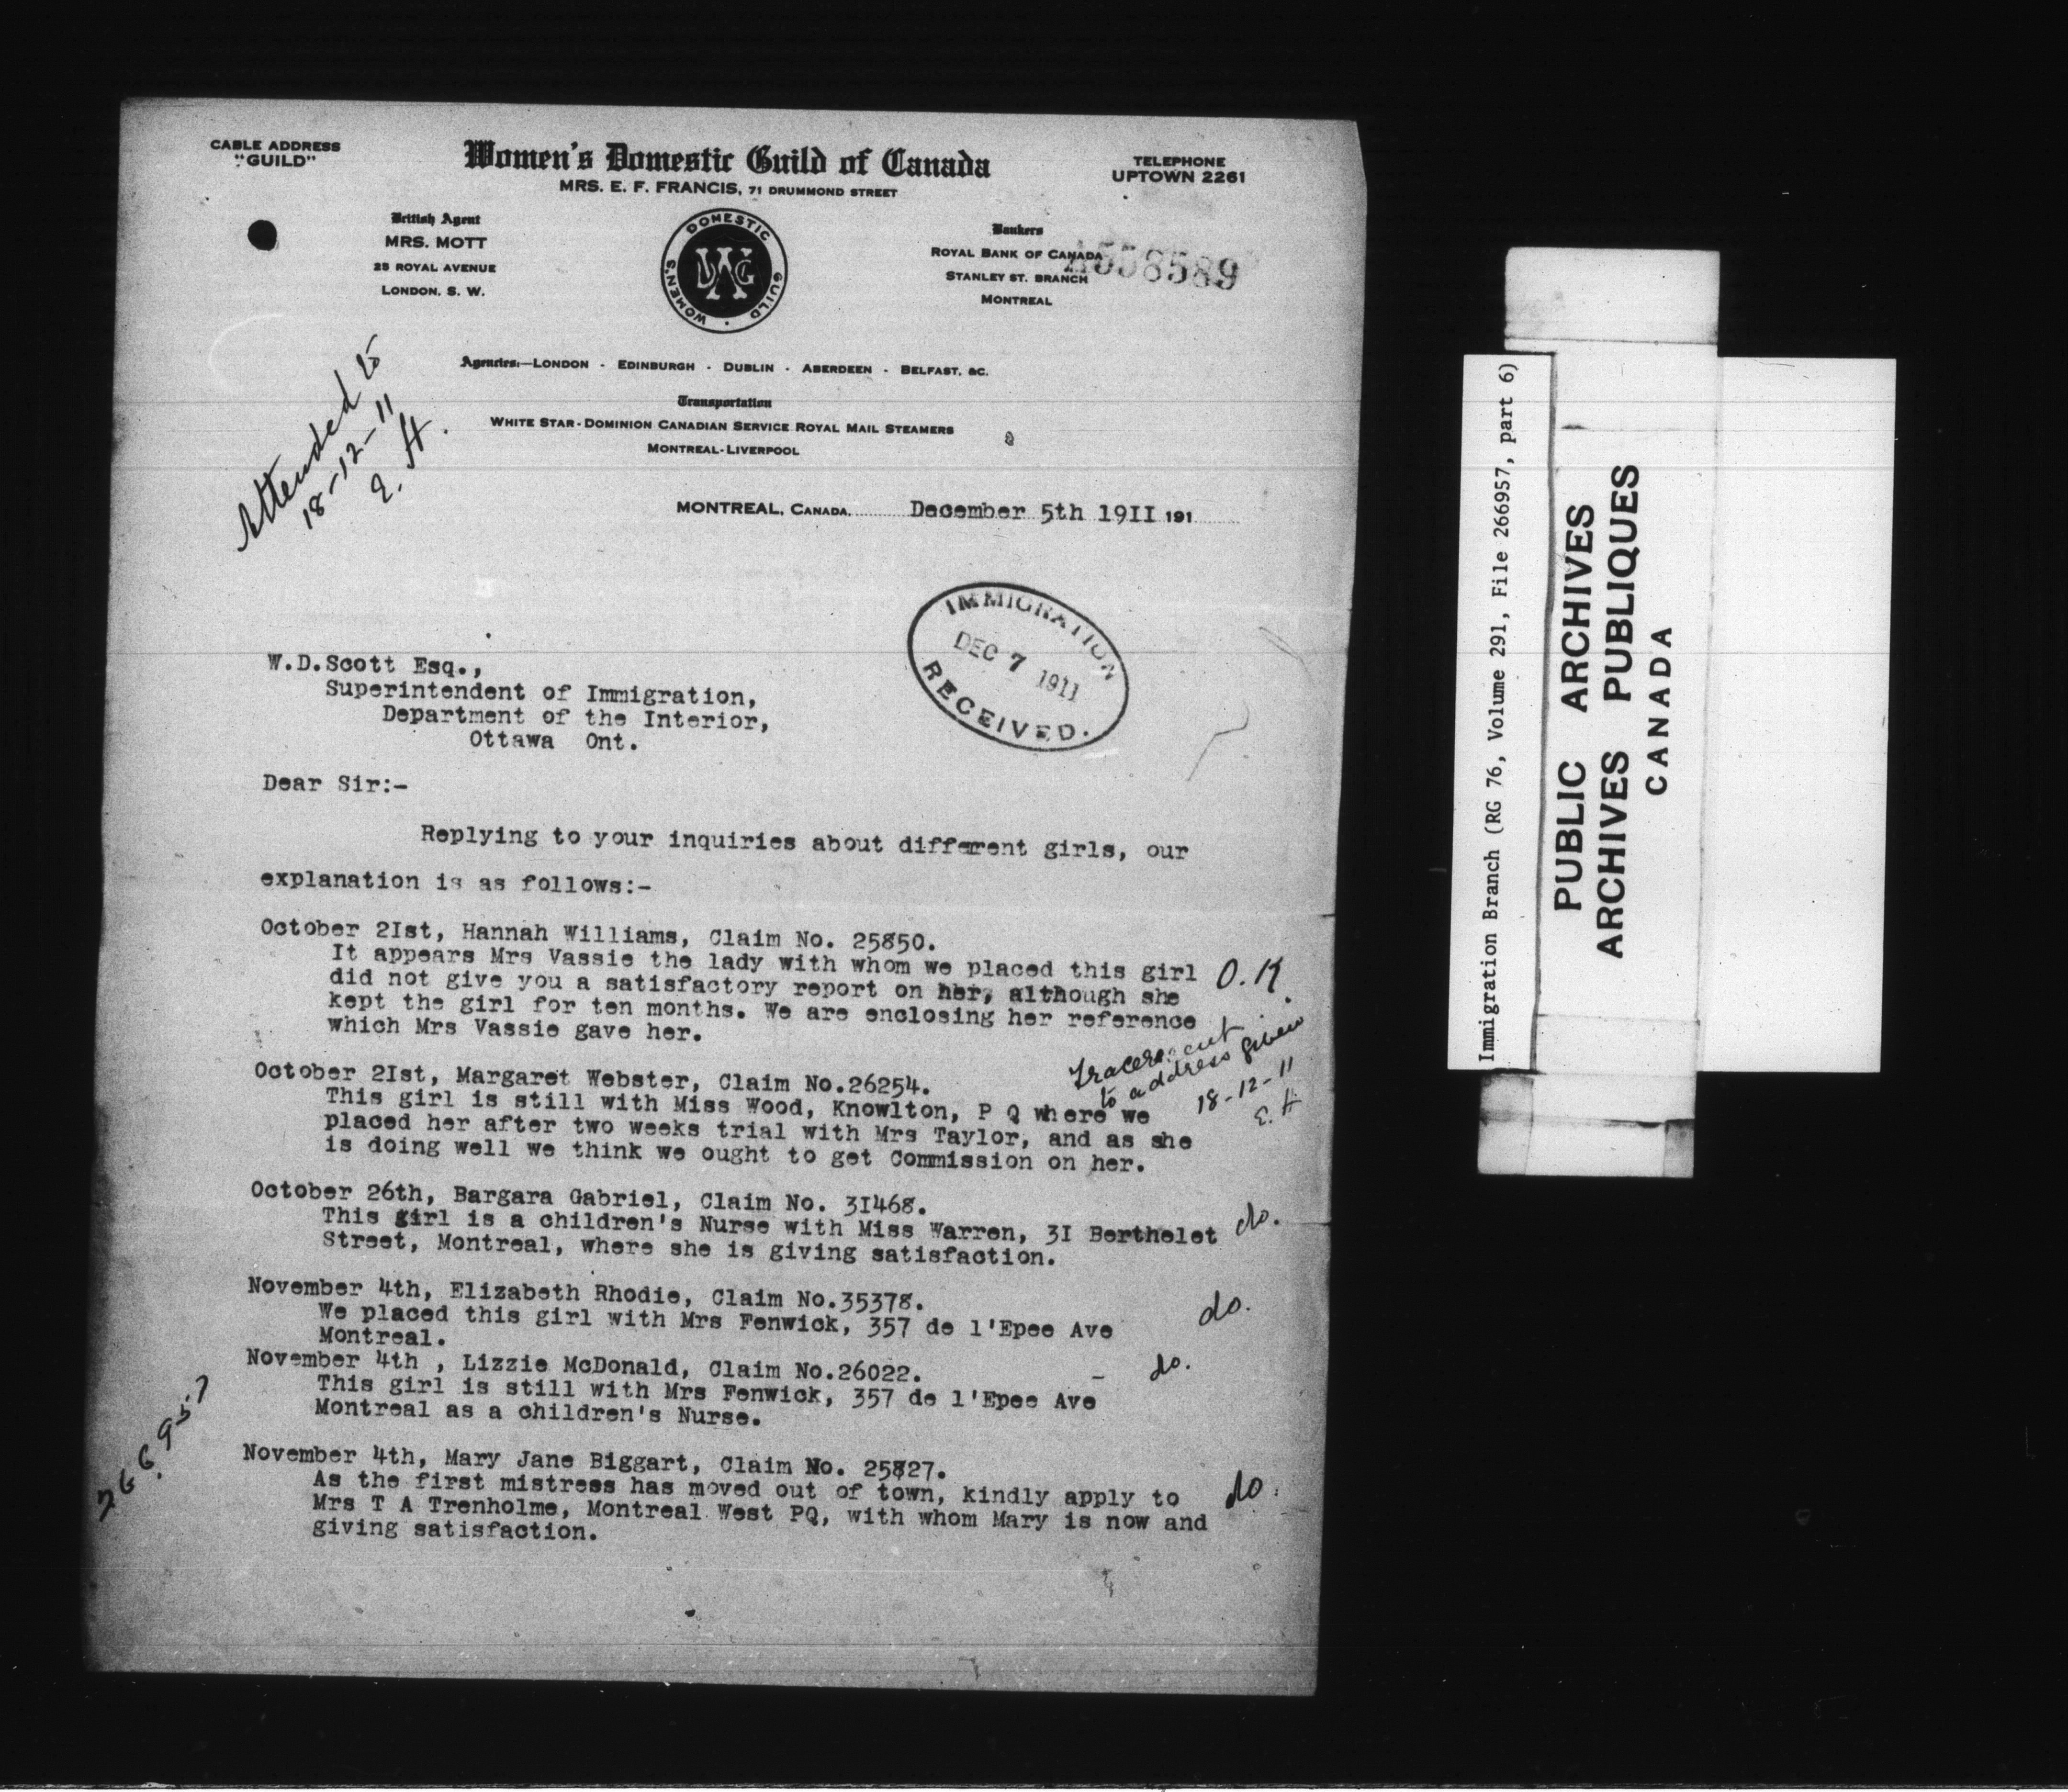 CABLE ADDRESS
"GUILD"
Women's Domestic Guild of Canada
MRS. E. F. FRANCIS, 71 DRUMMOND STREET
TELEPHONE
UPTOWN 2261
British Agent
MRS. MOTT
25 ROYAL AVENUE
LONDON, S. W.
WOMEN'S DOMESTIC GUILD
WDG
Bankers
ROYAL BANK OF CANADA
STANLEY ST. BRANCH
MONTREAL
A558589
Agencies:—LONDON - EDINBURGH - DUBLIN - ABERDEEN - BELFAST, &C.
Transportation
WHITE STAR-DOMINION CANADIAN SERVICE ROYAL MAIL STEAMERS
MONTREAL-LIVERPOOL
Attended to
18-12-11
E. H.
MONTREAL, CANADA. December 5th 19II 191
IMMIGRATION
DEC 7 1911
RECEIVED.
W.D.Scott Esq.,
Superintendent of Immigration,
Department of the Interior,
Ottawa Ont.
Dear Sir:-
Replying to your inquiries about different girls, our
explanation is as follows:-
October 2Ist, Hannah Williams, Claim No. 25850.
It appears Mrs Vassie the lady with whom we placed this girl
did not give you a satisfactory report on her, although she
kept the girl for ten months. We are enclosing her reference
which Mrs Vassie gave her.
O.K.
October 2Ist, Margaret Webster, Claim No.26254.
This girl is still with Miss Wood, Knowlton, P Q where we
placed her after two weeks trial with Mrs Taylor, and as she
is doing well we think we ought to get Commission on her.
Tracer sent
to address given
18-12-11
E. H
October 26th, Bargara Gabriel, Claim No. 3I468.
This girl is a children's Nurse with Miss Warren, 3I Berthelet
Street, Montreal, where she is giving satisfaction.
do.
November 4th, Elizabeth Rhodie, Claim No.35378.
We placed this girl with Mrs Fenwick, 357 de l'Epee Ave
Montreal.
do.
November 4th , Lizzie McDonald, Claim No.26022.
This girl is still with Mrs Fenwick, 357 de l'Epee Ave
Montreal as a children's Nurse.
do.
November 4th, Mary Jane Biggart, Claim No. 25827.
As the first mistress has moved out of town, kindly apply to
Mrs T A Trenholme, Montreal West PQ, with whom Mary is now and
giving satisfaction.
do.
266957
Immigration Branch (RG 76, Volume 291, File 266957, part 6)
PUBLIC ARCHIVES
ARCHIVES PUBLIQUES
CANADA